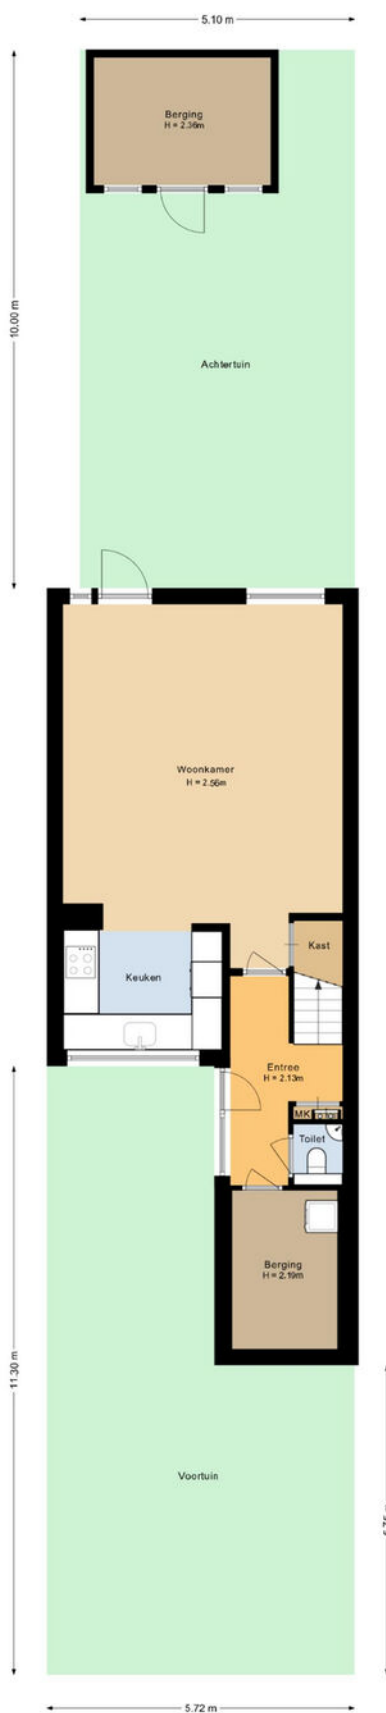 5.10 m
Berging
H = 2.36m
10.00 m
Achtertuin
Woonkamer
H = 2.56m
Kast
Keuken
Entree
H = 2.13m
MK
Toilet
Berging
H = 2.19m
11.30 m
Voortuin
5.72 m